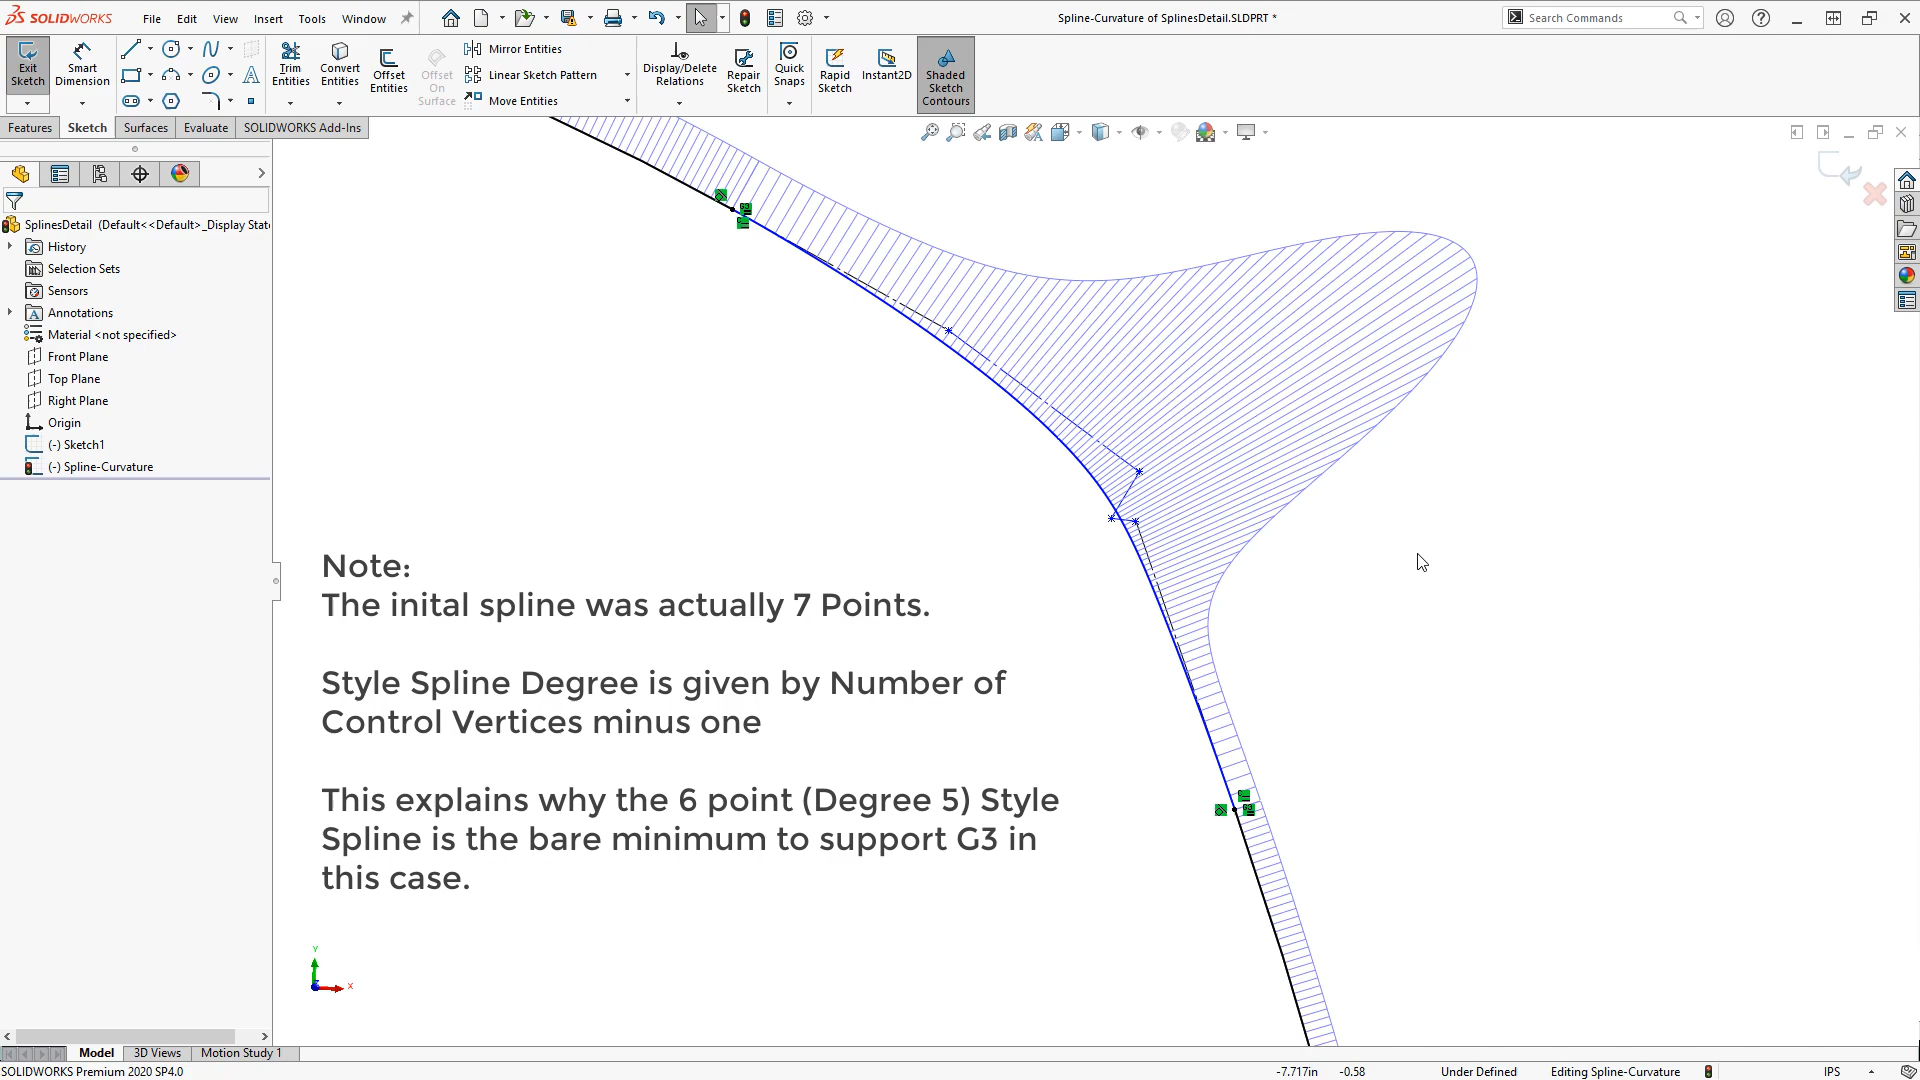 SOLIDWORKS
File Edit View Insert Tools Window
Spline-Curvature of SplinesDetail.SLDPRT *
Search Commands
Exit Sketch
Smart Dimension
Trim Entities
Convert Entities
Offset Entities
Offset On Surface
Mirror Entities
Linear Sketch Pattern
Move Entities
Display/Delete Relations
Repair Sketch
Quick Snaps
Rapid Sketch
Instant2D
Shaded Sketch Contours
Features Sketch Surfaces Evaluate SOLIDWORKS Add-Ins
SplinesDetail (Default<<Default>_Display Stat
History
Selection Sets
Sensors
Annotations
Material <not specified>
Front Plane
Top Plane
Right Plane
Origin
(-) Sketch1
(-) Spline-Curvature
Note:
The inital spline was actually 7 Points.
Style Spline Degree is given by Number of
Control Vertices minus one
This explains why the 6 point (Degree 5) Style
Spline is the bare minimum to support G3 in
this case.
Y
X
Model 3D Views Motion Study 1
SOLIDWORKS Premium 2020 SP4.0
-7.717in -0.58 Under Defined Editing Spline-Curvature IPS